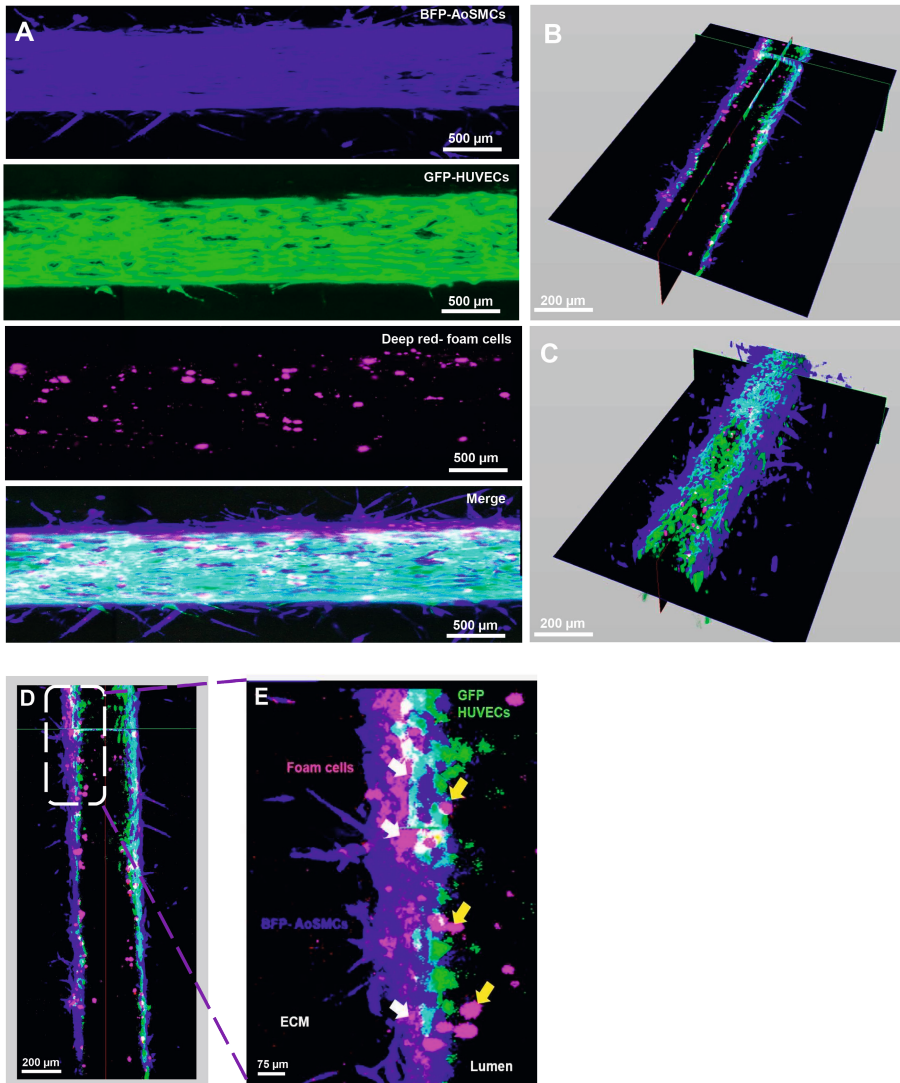 A
BFP-AoSMCs
500 µm
GFP-HUVECs
500 µm
Deep red- foam cells
500 µm
Merge
500 µm
B
200 µm
C
200 µm
D
200 µm
E
GFP
HUVECs
Foam cells
BFP- AoSMCs
ECM
75 µm
Lumen